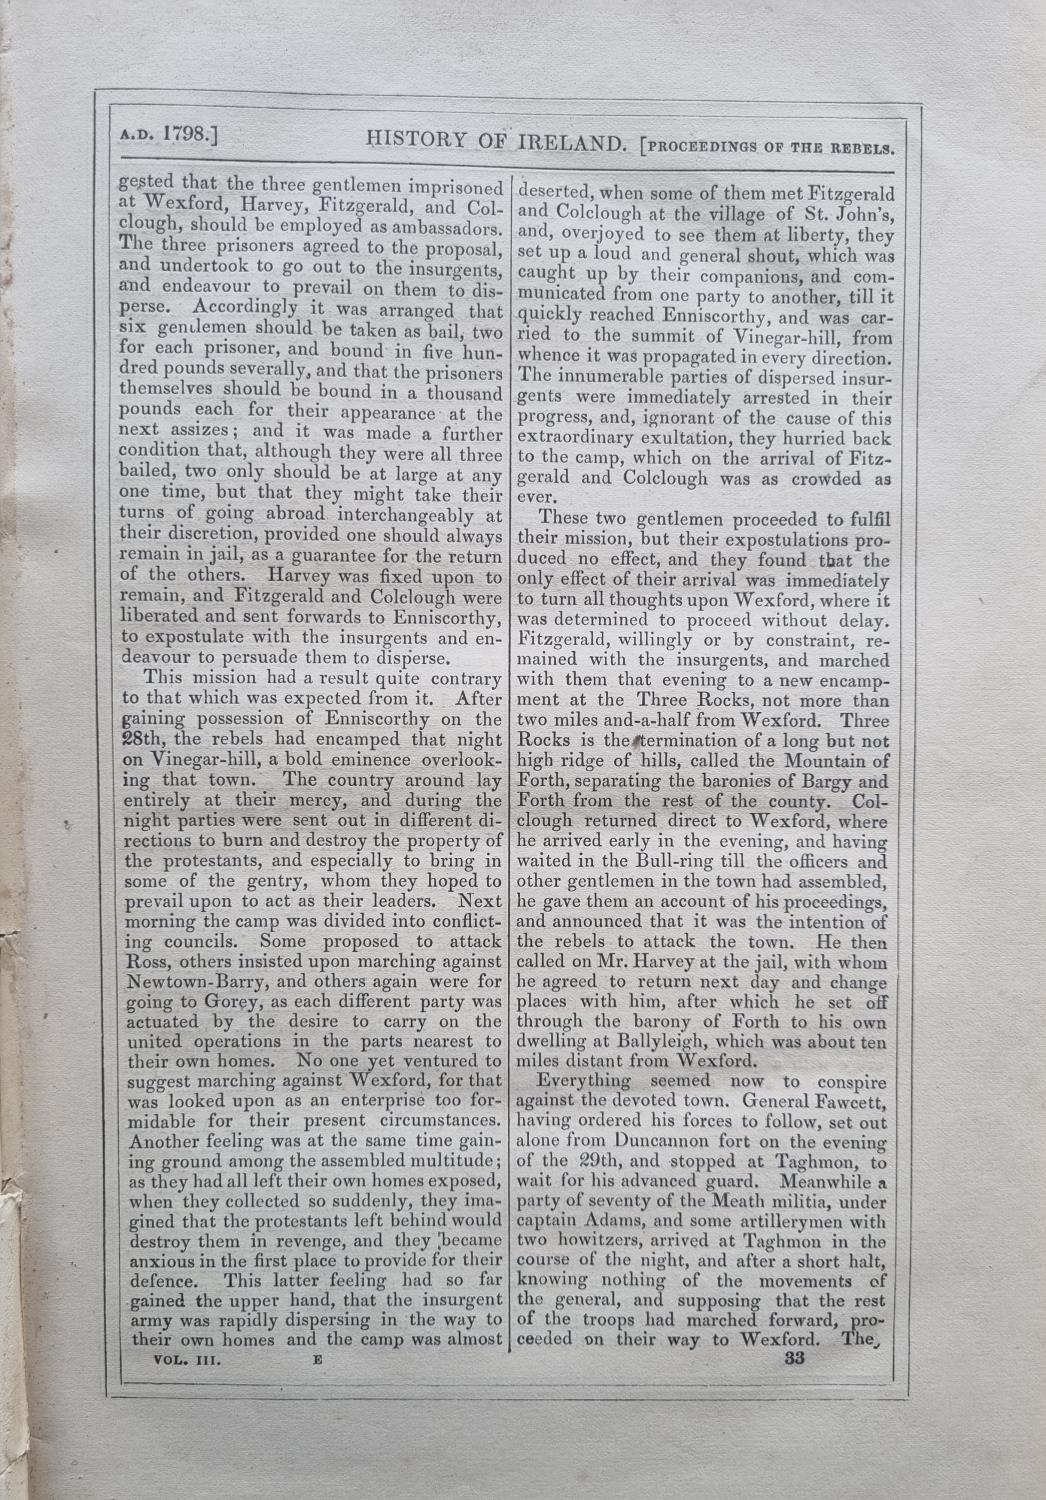 A.D. 1798.]
HISTORY OF IRELAND.
[PROCEEDINGS OF THE REBELS.
gested that the three gentlemen imprisoned
at Wexford, Harvey, Fitzgerald, and Col-
clough, should be employed as ambassadors.
The three prisoners agreed to the proposal,
and undertook to go out to the insurgents,
and endeavour to prevail on them to dis-
perse. Accordingly it was arranged that
six gentlemen should be taken as bail, two
for each prisoner, and bound in five hun-
dred pounds severally, and that the prisoners
themselves should be bound in a thousand
pounds each for their appearance at the
next assizes; and it was made a further
condition that, although they were all three
bailed, two only should be at large at any
one time, but that they might take their
turns of going abroad interchangeably at
their discretion, provided one should always
remain in jail, as a guarantee for the return
of the others. Harvey was fixed upon to
remain, and Fitzgerald and Colclough were
liberated and sent forwards to Enniscorthy,
to expostulate with the insurgents and en-
deavour to persuade them to disperse.
This mission had a result quite contrary
to that which was expected from it. After
gaining possession of Enniscorthy on the
28th, the rebels had encamped that night
on Vinegar-hill, a bold eminence overlook-
ing that town. The country around lay
entirely at their mercy, and during the
night parties were sent out in different di-
rections to burn and destroy the property of
the protestants, and especially to bring in
some of the gentry, whom they hoped to
prevail upon to act as their leaders. Next
morning the camp was divided into conflict-
ing councils. Some proposed to attack
Ross, others insisted upon marching against
Newtown-Barry, and others again were for
going to Gorey, as each different party was
actuated by the desire to carry on the
united operations in the parts nearest to
their own homes. No one yet ventured to
suggest marching against Wexford, for that
was looked upon as an enterprise too for-
midable for their present circumstances.
Another feeling was at the same time gain-
ing ground among the assembled multitude;
as they had all left their own homes exposed,
when they collected so suddenly, they ima-
gined that the protestants left behind would
destroy them in revenge, and they became
anxious in the first place to provide for their
defence. This latter feeling had so far
gained the upper hand, that the insurgent
army was rapidly dispersing in the way to
their own homes and the camp was almost
VOL. III. E
deserted, when some of them met Fitzgerald
and Colclough at the village of St. John's,
and, overjoyed to see them at liberty, they
set up a loud and general shout, which was
caught up by their companions, and com-
municated from one party to another, till it
quickly reached Enniscorthy, and was car-
ried to the summit of Vinegar-hill, from
whence it was propagated in every direction.
The innumerable parties of dispersed insur-
gents were immediately arrested in their
progress, and, ignorant of the cause of this
extraordinary exultation, they hurried back
to the camp, which on the arrival of Fitz-
gerald and Colclough was as crowded as
ever.
These two gentlemen proceeded to fulfil
their mission, but their expostulations pro-
duced no effect, and they found that the
only effect of their arrival was immediately
to turn all thoughts upon Wexford, where it
was determined to proceed without delay.
Fitzgerald, willingly or by constraint, re-
mained with the insurgents, and marched
with them that evening to a new encamp-
ment at the Three Rocks, not more than
two miles and-a-half from Wexford. Three
Rocks is the termination of a long but not
high ridge of hills, called the Mountain of
Forth, separating the baronies of Bargy and
Forth from the rest of the county. Col-
clough returned direct to Wexford, where
he arrived early in the evening, and having
waited in the Bull-ring till the officers and
other gentlemen in the town had assembled,
he gave them an account of his proceedings,
and announced that it was the intention of
the rebels to attack the town. He then
called on Mr. Harvey at the jail, with whom
he agreed to return next day and change
places with him, after which he set off
through the barony of Forth to his own
dwelling at Ballyleigh, which was about ten
miles distant from Wexford.
Everything seemed now to conspire
against the devoted town. General Fawcett,
having ordered his forces to follow, set out
alone from Duncannon fort on the evening
of the 29th, and stopped at Taghmon, to
wait for his advanced guard. Meanwhile a
party of seventy of the Meath militia, under
captain Adams, and some artillerymen with
two howitzers, arrived at Taghmon in the
course of the night, and after a short halt,
knowing nothing of the movements of
the general, and supposing that the rest
of the troops had marched forward, pro-
ceeded on their way to Wexford. The
33